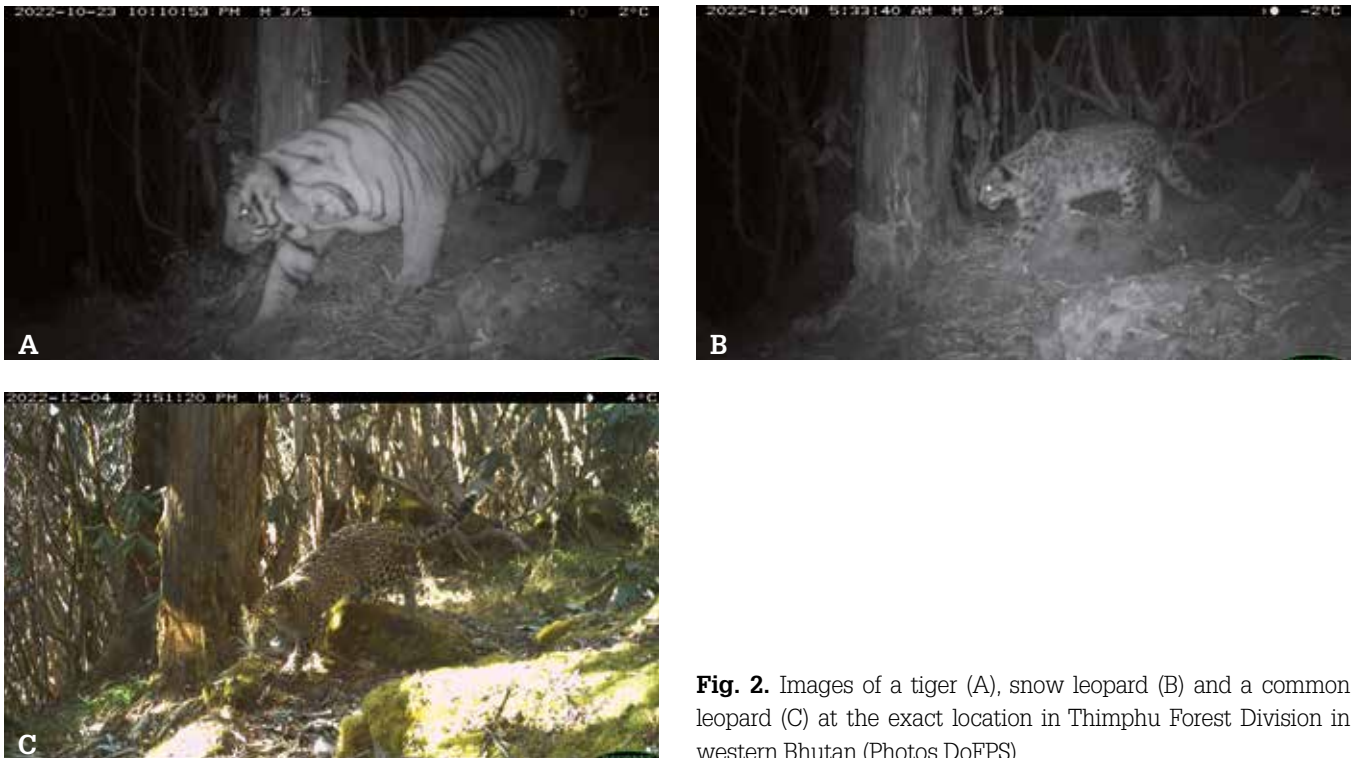 2022-10-23 10:10:53 PM M 3/5 2°C
A
2022-12-08 5:33:40 AM M 5/5 -2°C
B
2022-12-04 2:51:20 PM M 5/5 4°C
C
Fig. 2. Images of a tiger (A), snow leopard (B) and a common
leopard (C) at the exact location in Thimphu Forest Division in
western Bhutan (Photos DoFPS)